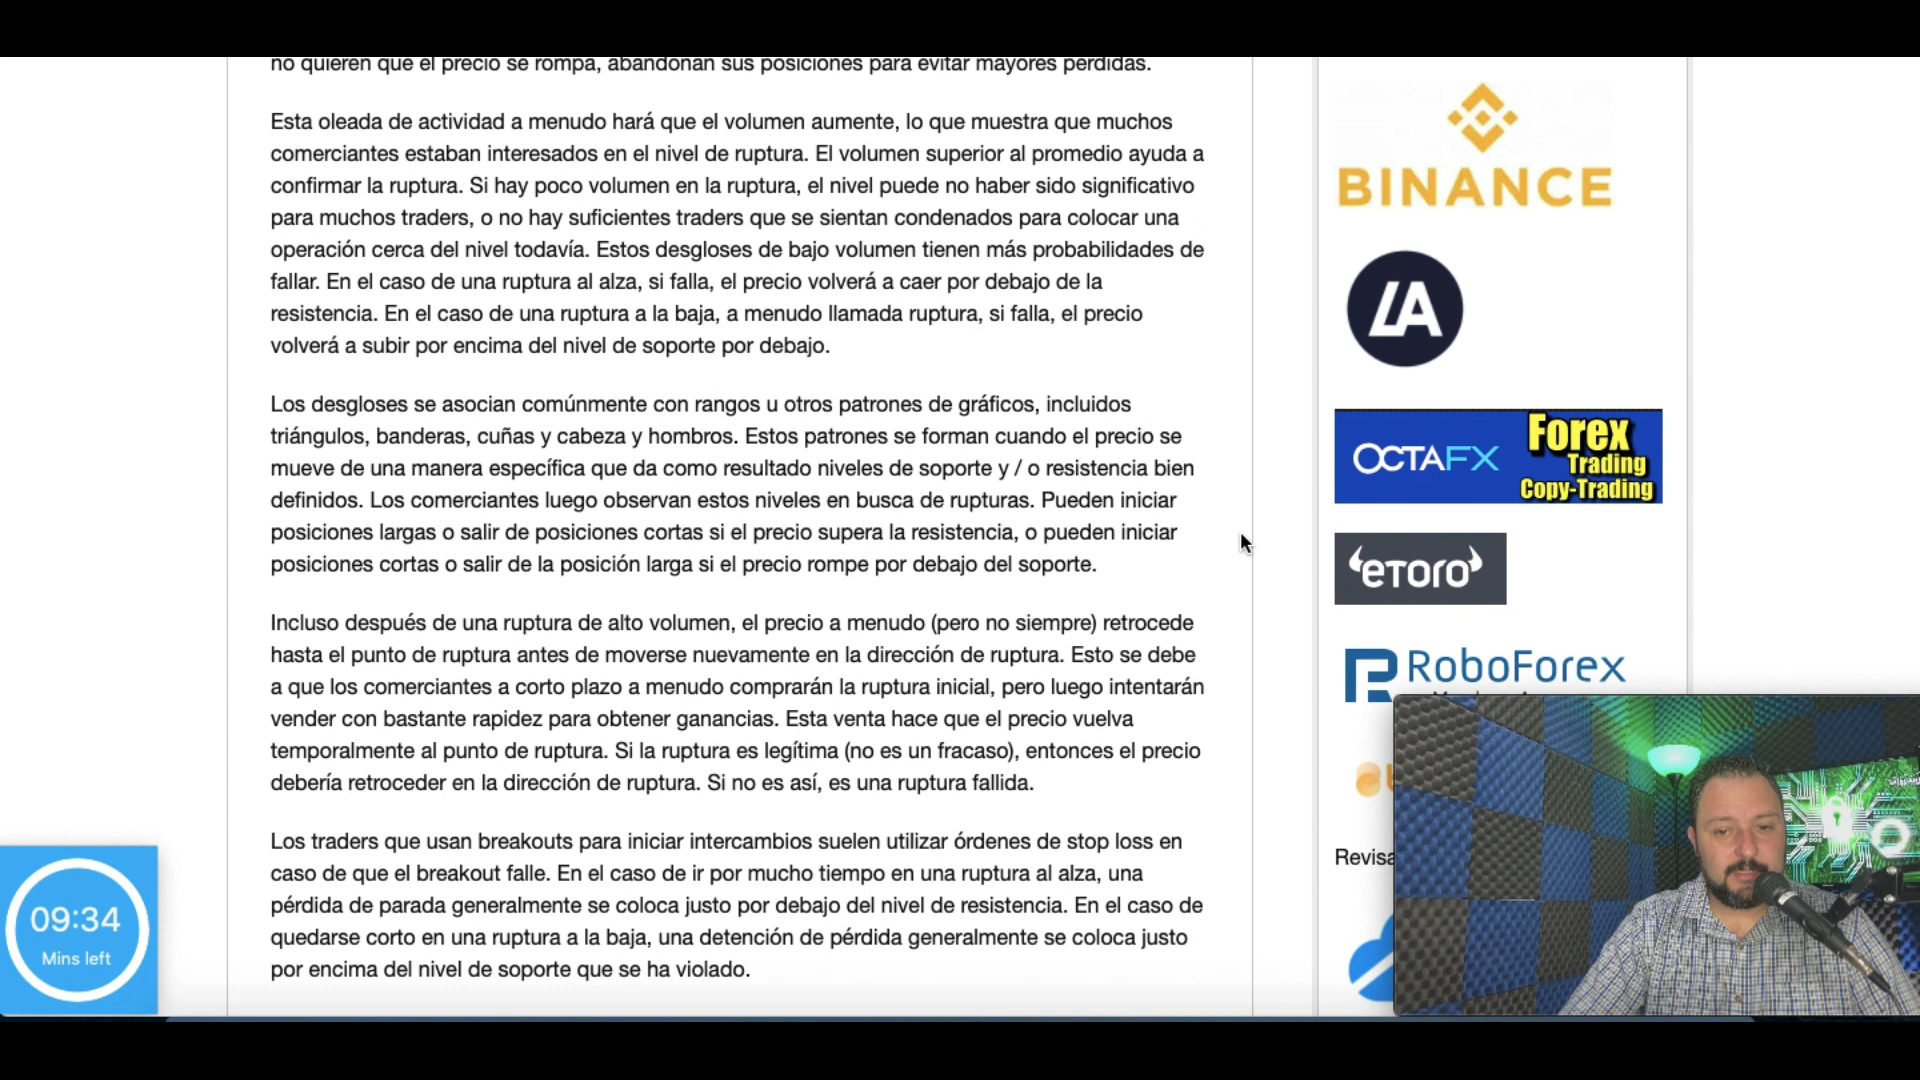 no quieren que el precio se rompa, abandonan sus posiciones para evitar mayores pérdidas.
Esta oleada de actividad a menudo hará que el volumen aumente, lo que muestra que muchos
comerciantes estaban interesados en el nivel de ruptura. El volumen superior al promedio ayuda a
confirmar la ruptura. Si hay poco volumen en la ruptura, el nivel puede no haber sido significativo
para muchos traders, o no hay suficientes traders que se sientan condenados para colocar una
operación cerca del nivel todavía. Estos desgloses de bajo volumen tienen más probabilidades de
fallar. En el caso de una ruptura al alza, si falla, el precio volverá a caer por debajo de la
resistencia. En el caso de una ruptura a la baja, a menudo llamada ruptura, si falla, el precio
volverá a subir por encima del nivel de soporte por debajo.
Los desgloses se asocian comúnmente con rangos u otros patrones de gráficos, incluidos
triángulos, banderas, cuñas y cabeza y hombros. Estos patrones se forman cuando el precio se
mueve de una manera específica que da como resultado niveles de soporte y / o resistencia bien
definidos. Los comerciantes luego observan estos niveles en busca de rupturas. Pueden iniciar
posiciones largas o salir de posiciones cortas si el precio supera la resistencia, o pueden iniciar
posiciones cortas o salir de la posición larga si el precio rompe por debajo del soporte.
Incluso después de una ruptura de alto volumen, el precio a menudo (pero no siempre) retrocede
hasta el punto de ruptura antes de moverse nuevamente en la dirección de ruptura. Esto se debe
a que los comerciantes a corto plazo a menudo comprarán la ruptura inicial, pero luego intentarán
vender con bastante rapidez para obtener ganancias. Esta venta hace que el precio vuelva
temporalmente al punto de ruptura. Si la ruptura es legítima (no es un fracaso), entonces el precio
debería retroceder en la dirección de ruptura. Si no es así, es una ruptura fallida.
Los traders que usan breakouts para iniciar intercambios suelen utilizar órdenes de stop loss en
caso de que el breakout falle. En el caso de ir por mucho tiempo en una ruptura al alza, una
pérdida de parada generalmente se coloca justo por debajo del nivel de resistencia. En el caso de
quedarse corto en una ruptura a la baja, una detención de pérdida generalmente se coloca justo
por encima del nivel de soporte que se ha violado.
BINANCE
LA
OCTAFX
Forex
Trading
Copy-Trading
eToro
RoboForex
Revisa
09:34
Mins left